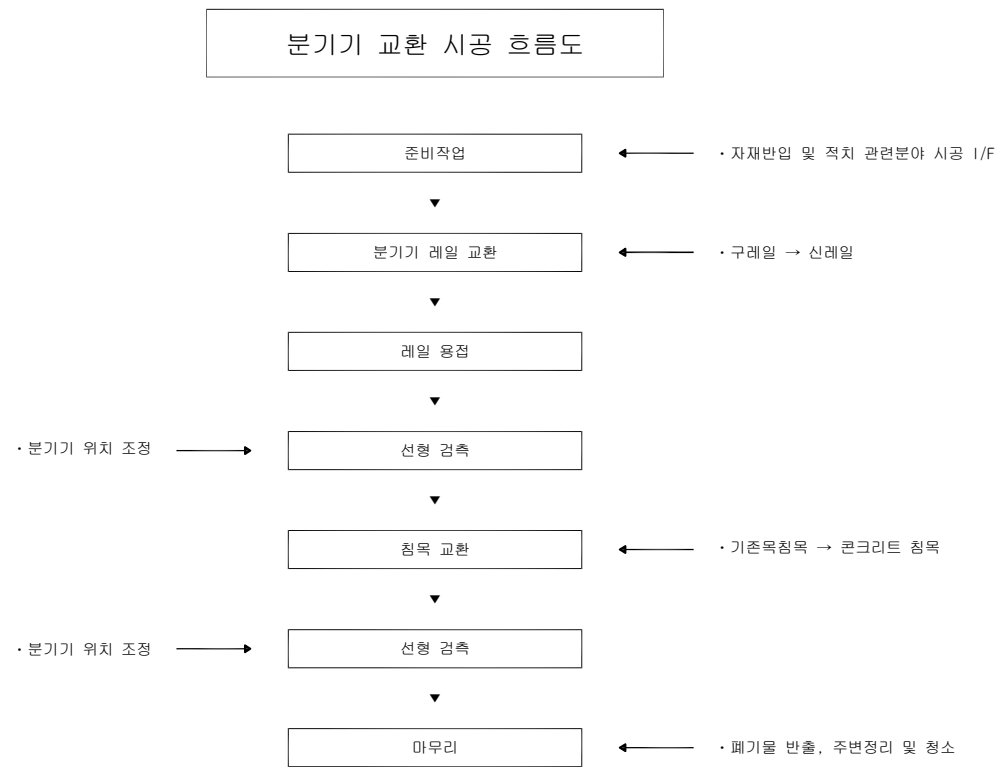 분기기 교환 시공 흐름도
준비작업
·자재반입 및 적치 관련분야 시공 I/F
▼
분기기 레일 교환
·구레일 → 신레일
▼
레일 용접
▼
·분기기 위치 조정
선형 검측
▼
침목 교환
·기존목침목 → 콘크리트 침목
▼
·분기기 위치 조정
선형 검측
▼
마무리
·폐기물 반출, 주변정리 및 청소